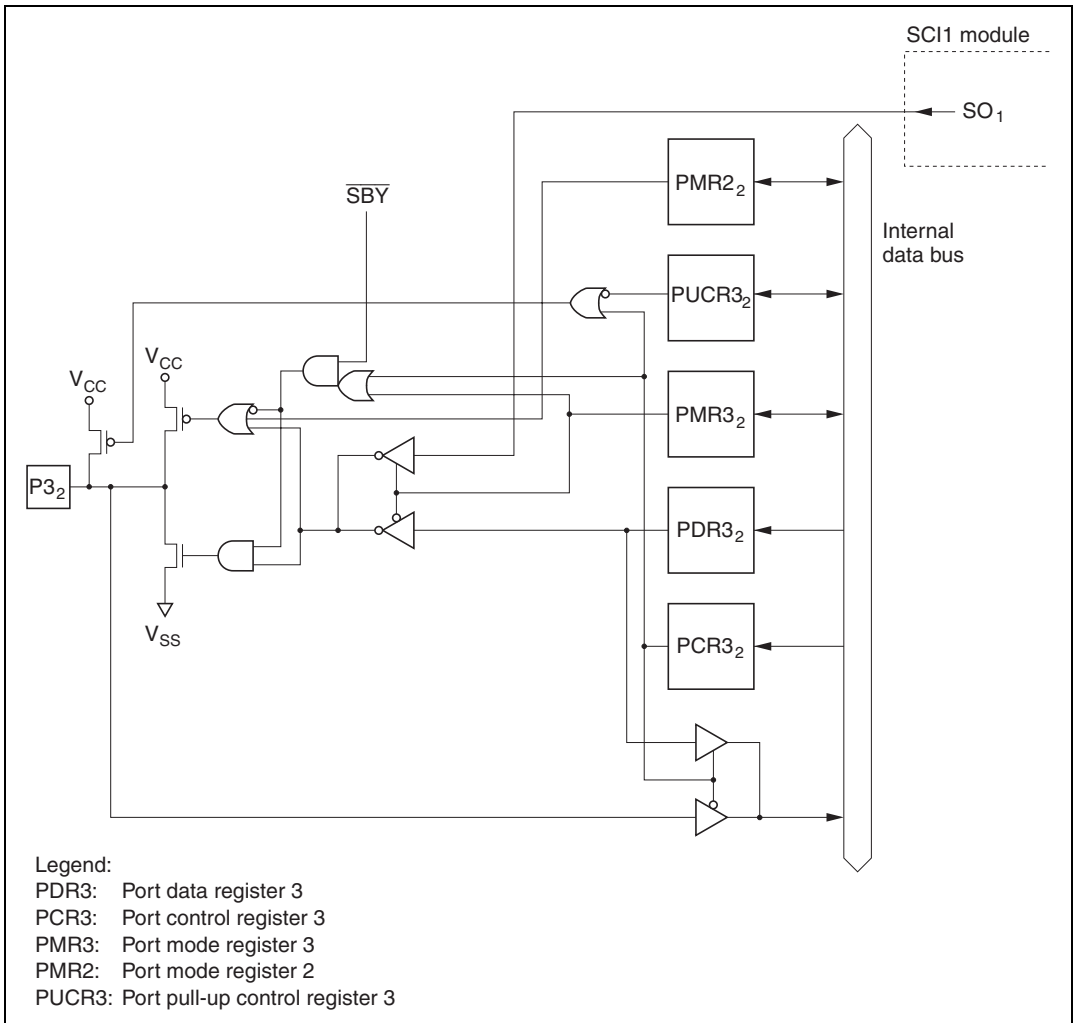 SCI1 module
SO1
PMR22
SBY
Internal
data bus
PUCR32
VCC
VCC
PMR32
P32
PDR32
VSS
PCR32
Legend:
PDR3: Port data register 3
PCR3: Port control register 3
PMR3: Port mode register 3
PMR2: Port mode register 2
PUCR3: Port pull-up control register 3